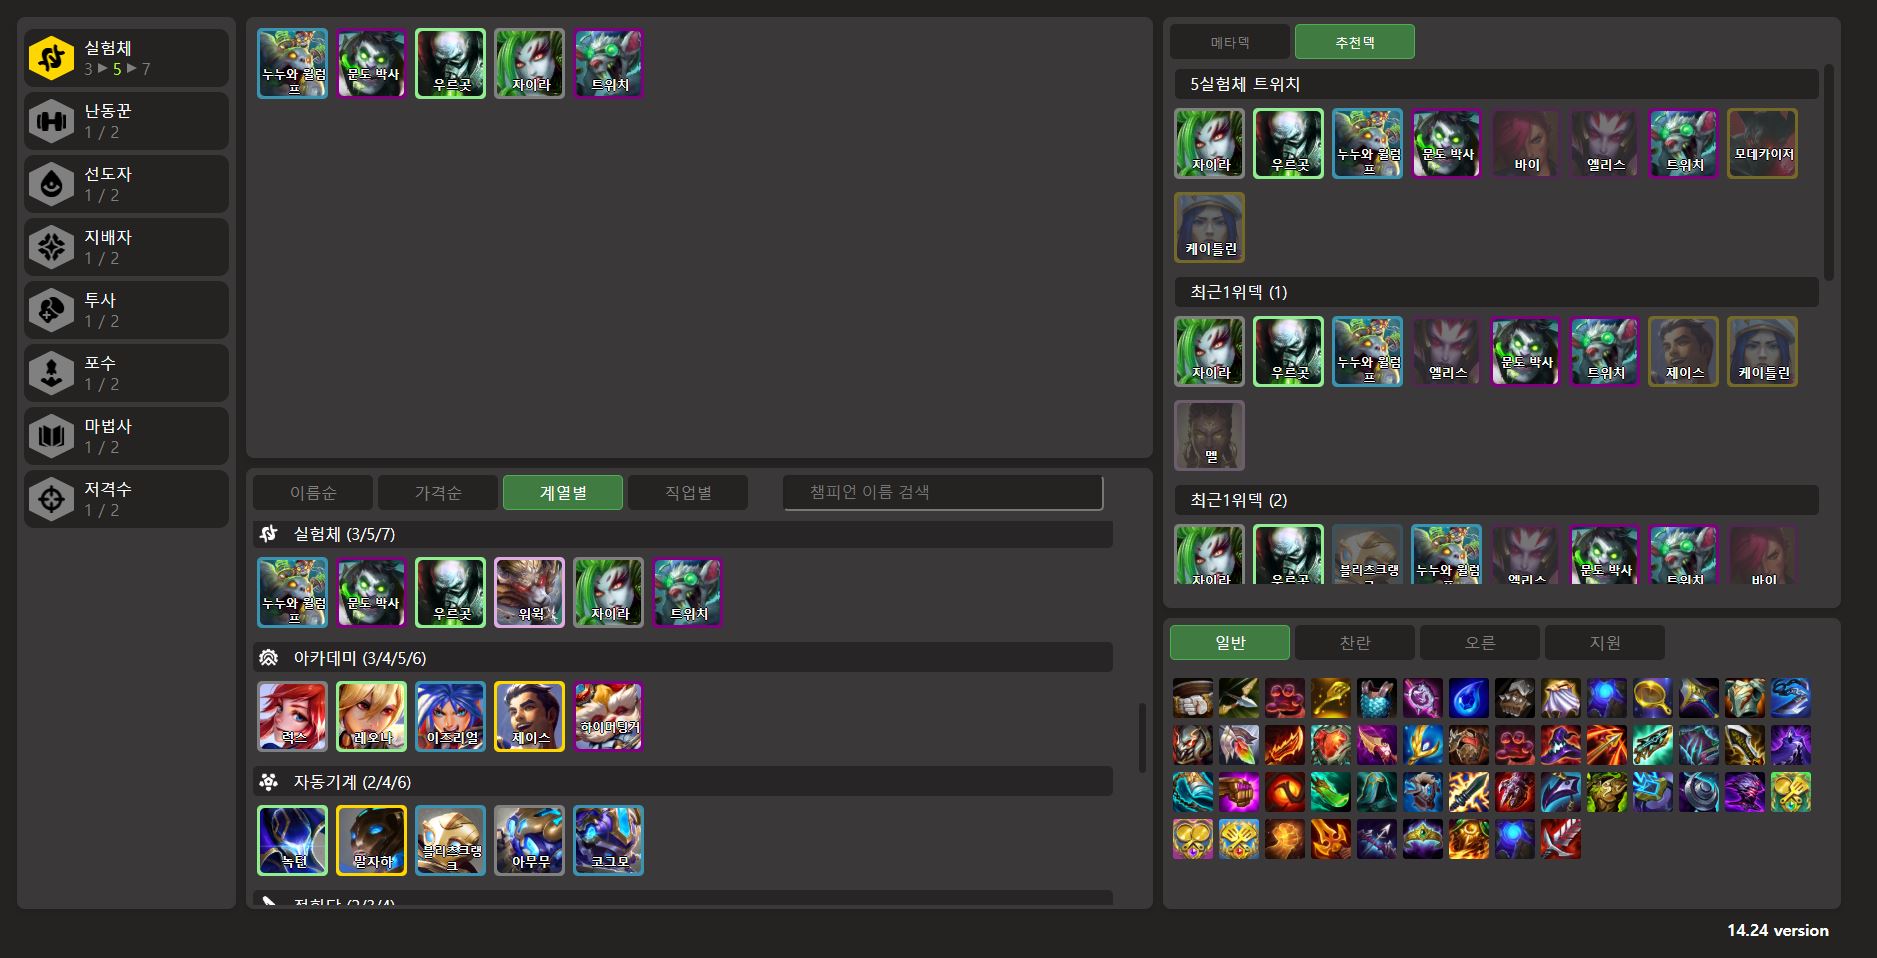 실험체
3 ▶ 5 ▶ 7
난동꾼
1 / 2
선도자
1 / 2
지배자
1 / 2
투사
1 / 2
포수
1 / 2
마법사
1 / 2
저격수
1 / 2
누누와 윌럼
프
문도 박사
우르곳
자이라
트위치
이름순
가격순
계열별
직업별
챔피언 이름 검색
실험체 (3/5/7)
누누와 윌럼
프
문도 박사
우르곳
워윅
자이라
트위치
아카데미 (3/4/5/6)
럭스
레오나
이즈리얼
제이스
하이머딩거
자동기계 (2/4/6)
녹턴
말자하
블리츠크랭
크
아무무
코그모
메타덱
추천덱
5실험체 트위치
자이라
우르곳
누누와 윌럼
프
문도 박사
바이
엘리스
트위치
모데카이저
케이틀린
최근1위덱 (1)
자이라
우르곳
누누와 윌럼
프
엘리스
문도 박사
트위치
제이스
케이틀린
멜
최근1위덱 (2)
자이라
우르곳
블리츠크랭
누누와 윌럼
프
엘리스
문도 박사
트위치
바이
일반
찬란
오른
지원
14.24 version